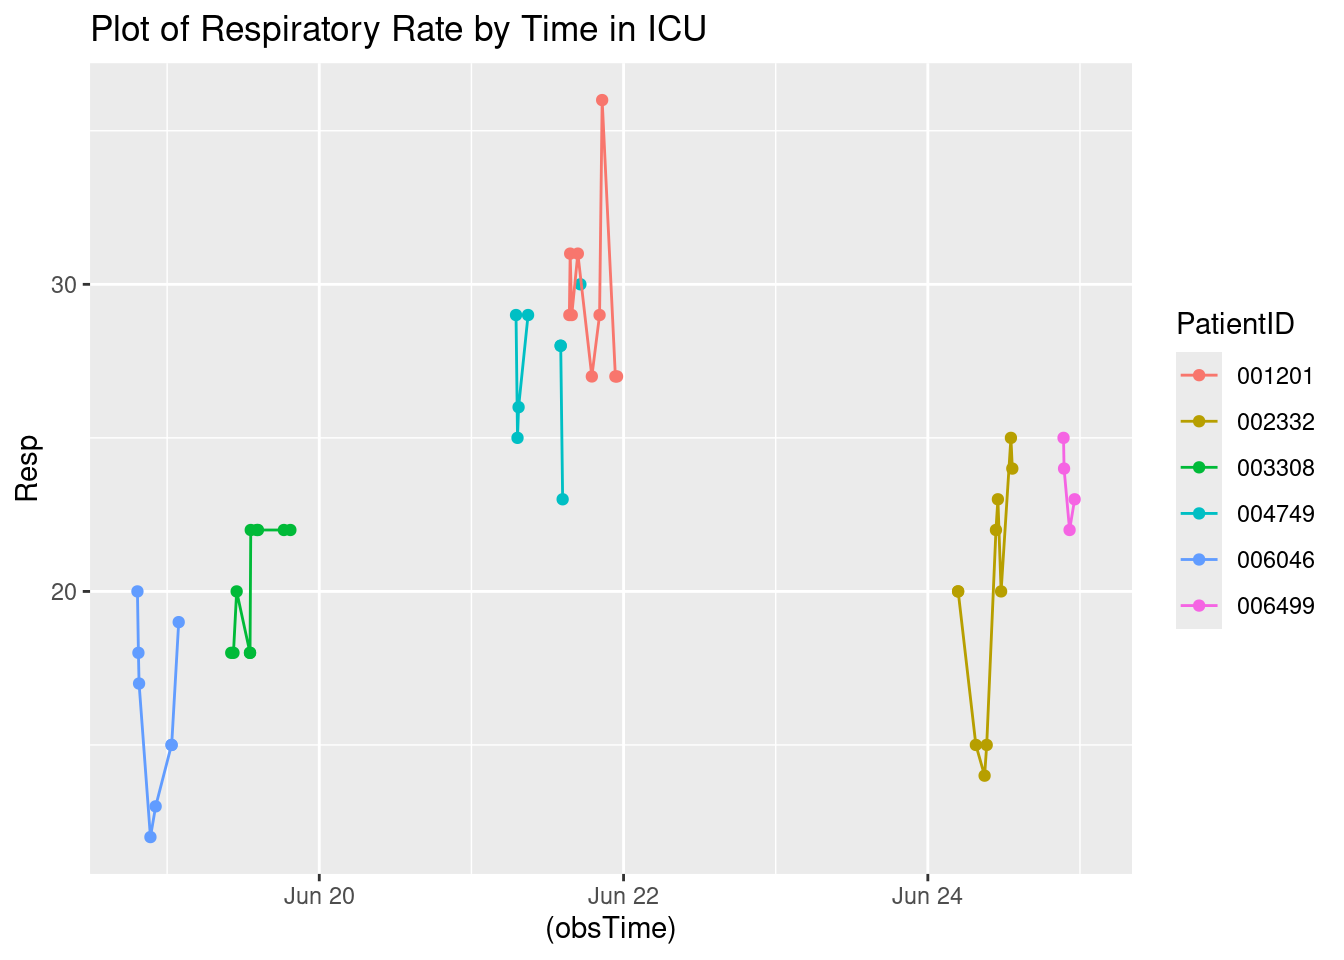 Plot of Respiratory Rate by Time in ICU
Resp
30
20
Jun 20
Jun 22
Jun 24
(obsTime)
PatientID
001201
002332
003308
004749
006046
006499